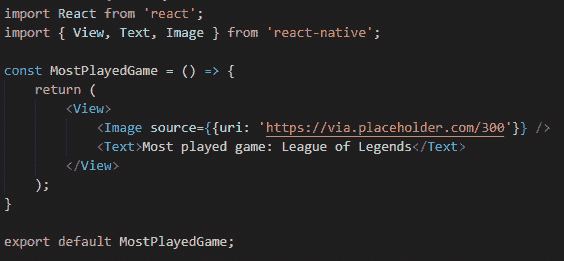 import React from 'react';
import { View, Text, Image } from 'react-native';

const MostPlayedGame = () => {
    return (
        <View>
            <Image source={{uri: 'https://via.placeholder.com/300'}} />
            <Text>Most played game: League of Legends</Text>
        </View>
    );
}

export default MostPlayedGame;